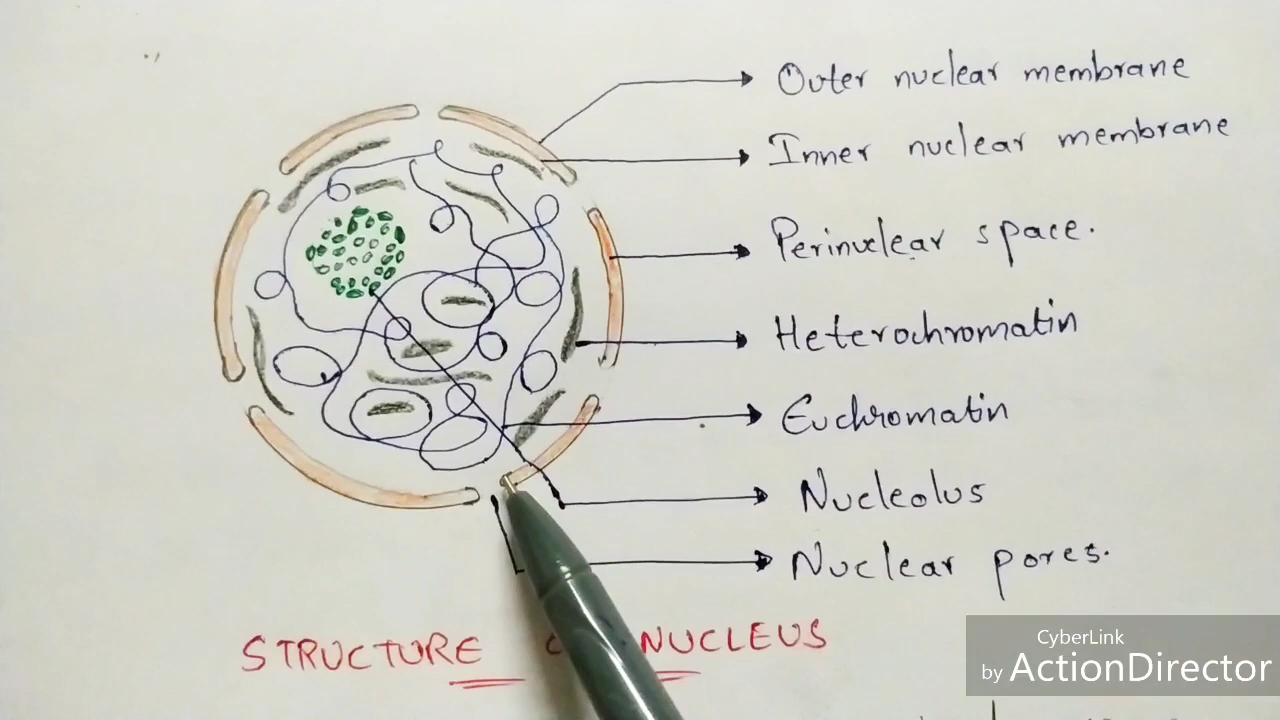 Outer nuclear membrane
Inner nuclear membrane
Perinuclear space.
Heterochromatin
Euchromatin
Nucleolus
Nuclear pores.
STRUCTURE NUCLEUS
CyberLink
by ActionDirector